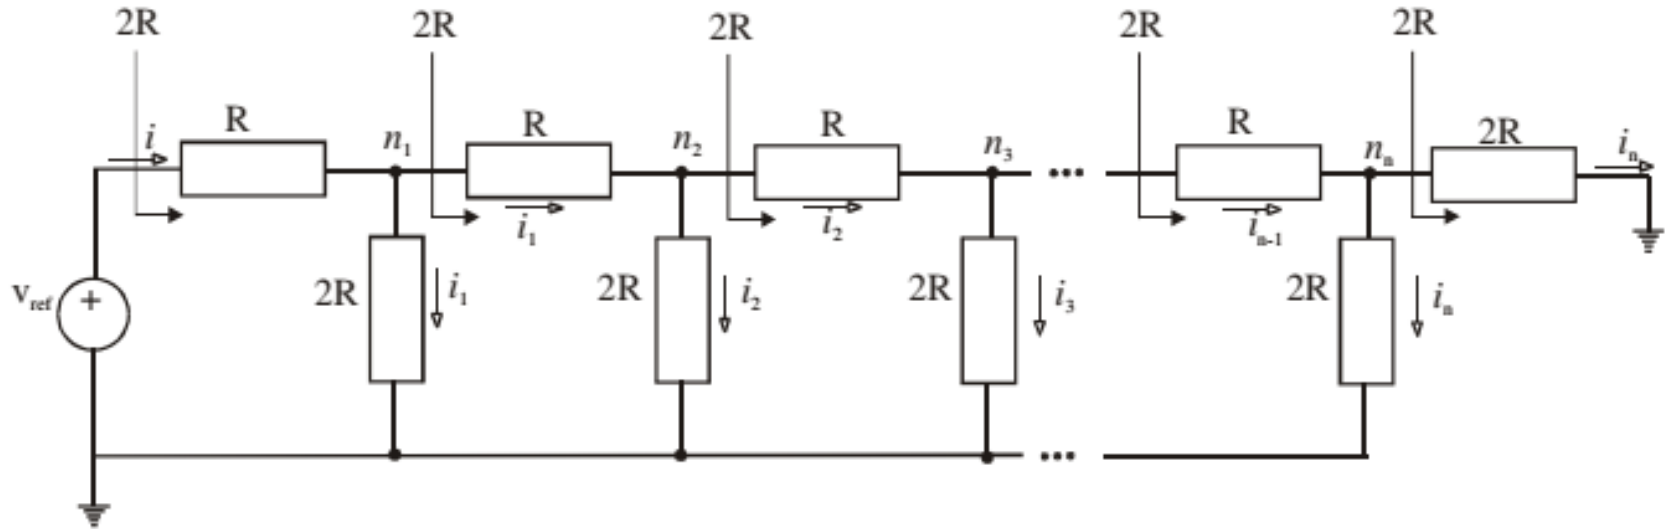 2R 2R 2R 2R 2R
i R n₁ R n₂ R n₃ ... R nₙ 2R iₙ
i₁ i₂ iₙ₋₁
vref + 2R i₁ 2R i₂ 2R i₃ 2R iₙ
...